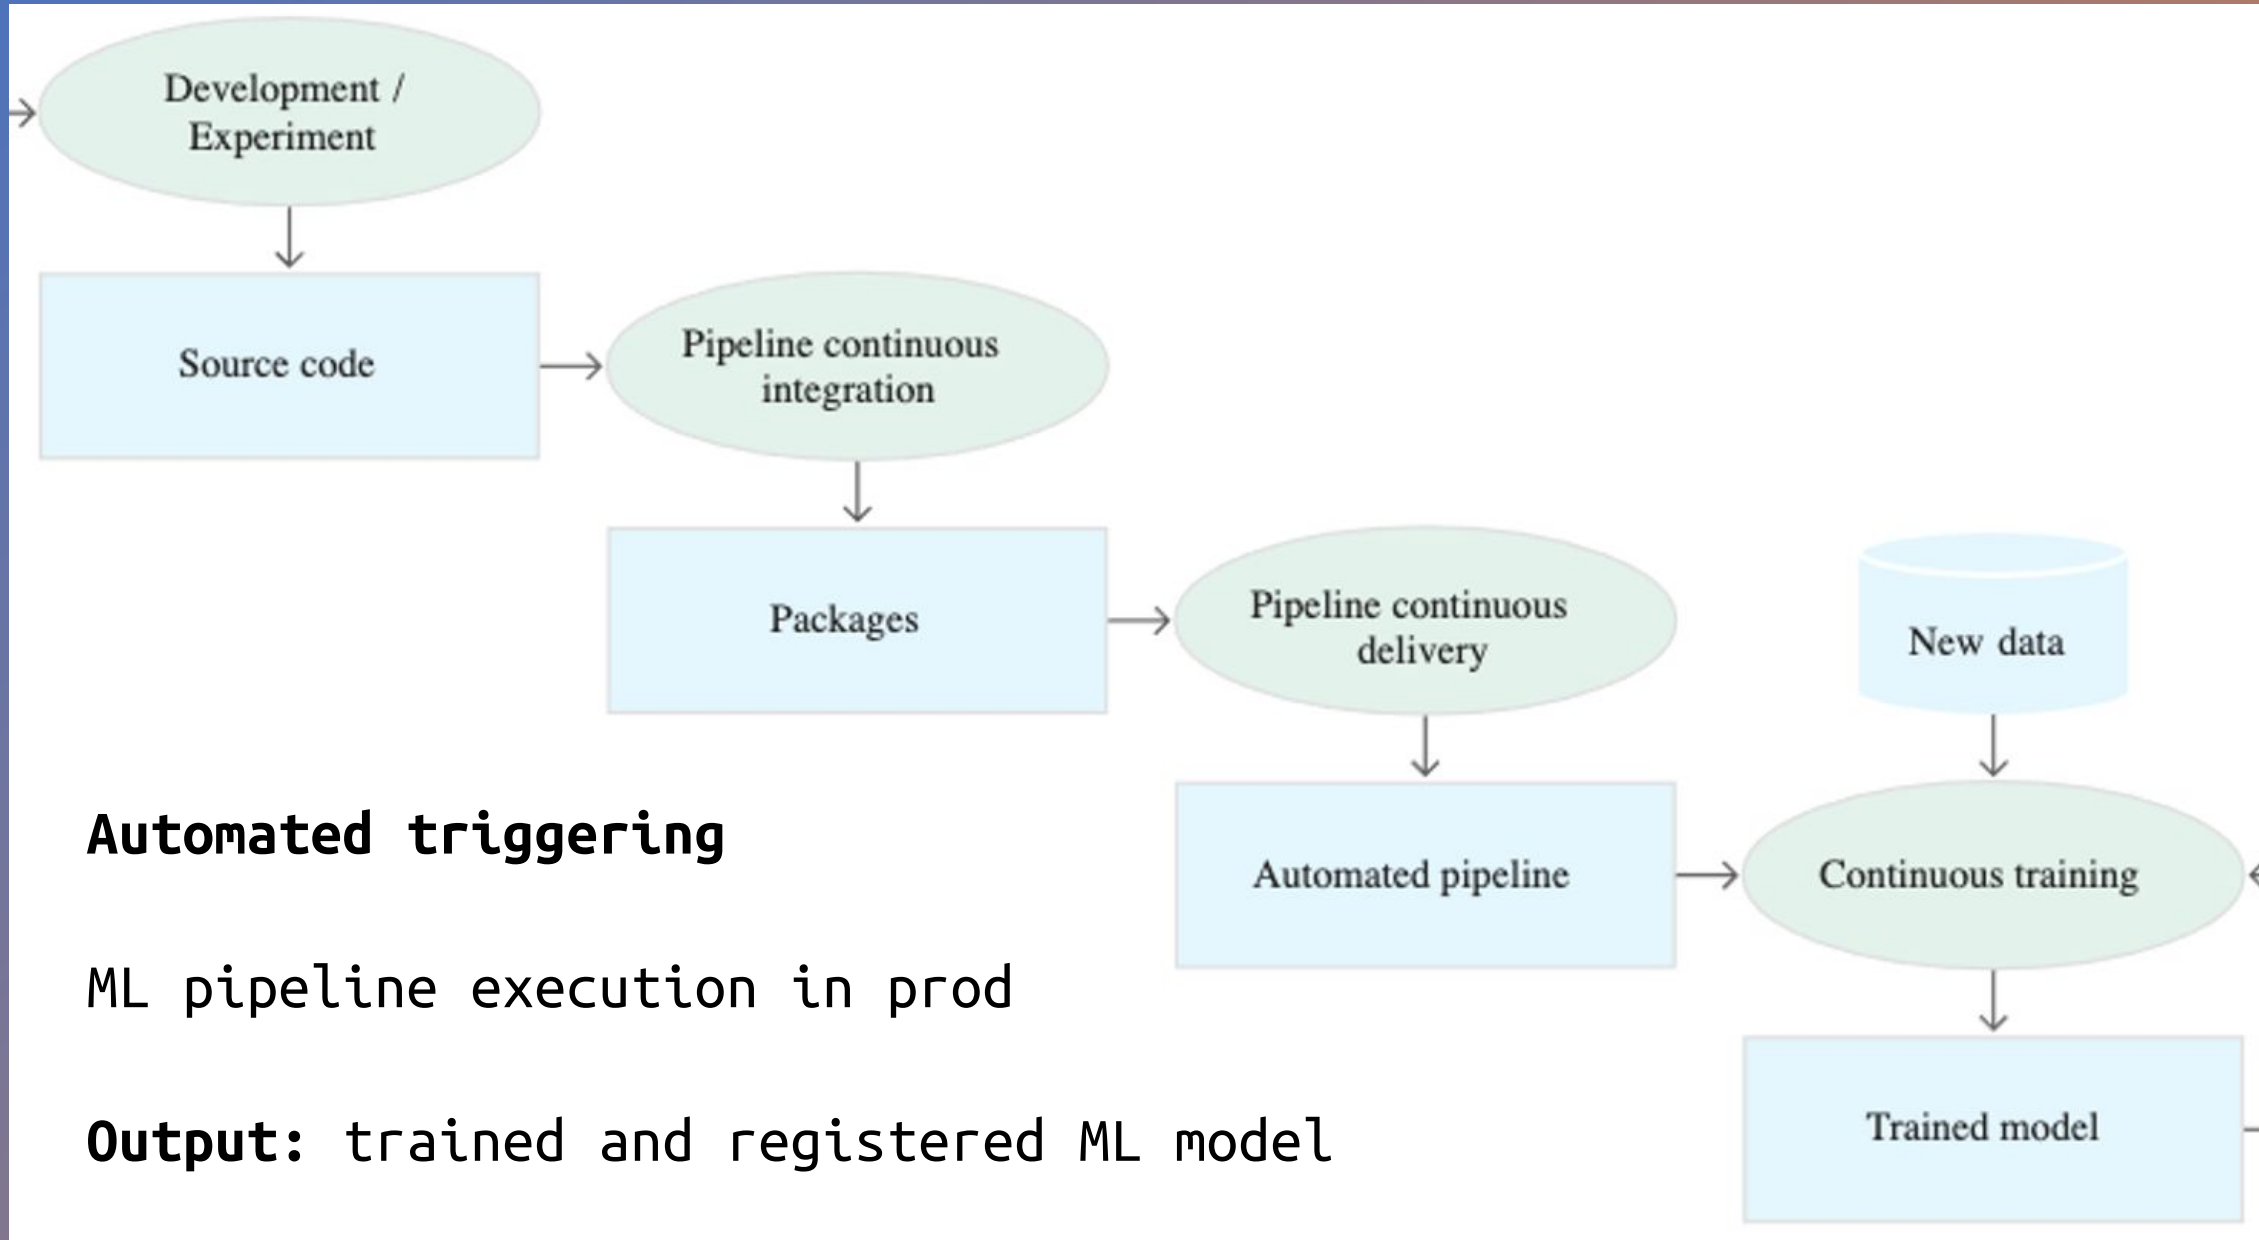 Development /
Experiment
Source code
Pipeline continuous
integration
Packages
Pipeline continuous
delivery
New data
Automated pipeline
Continuous training
Trained model
Automated triggering
ML pipeline execution in prod
Output: trained and registered ML model